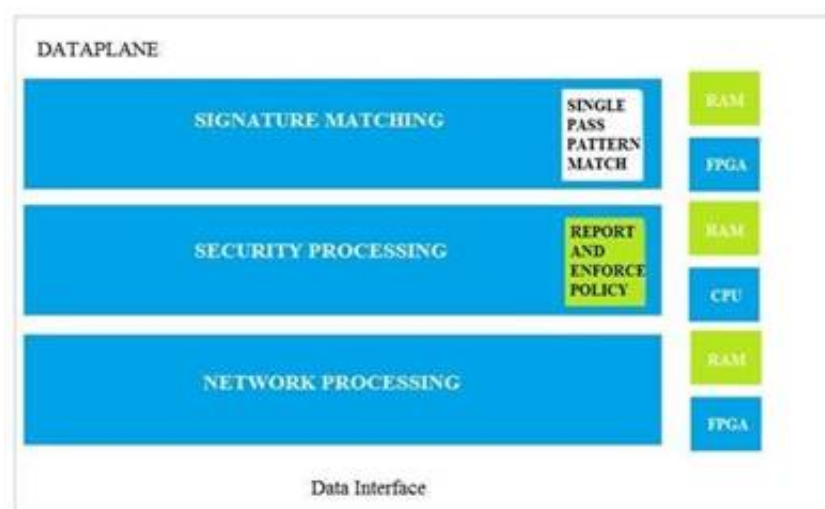 DATAPLANE
SIGNATURE MATCHING
SINGLE
PASS
PATTERN
MATCH
RAM
FPGA
SECURITY PROCESSING
REPORT
AND
ENFORCE
POLICY
RAM
CPU
NETWORK PROCESSING
RAM
FPGA
Data Interface